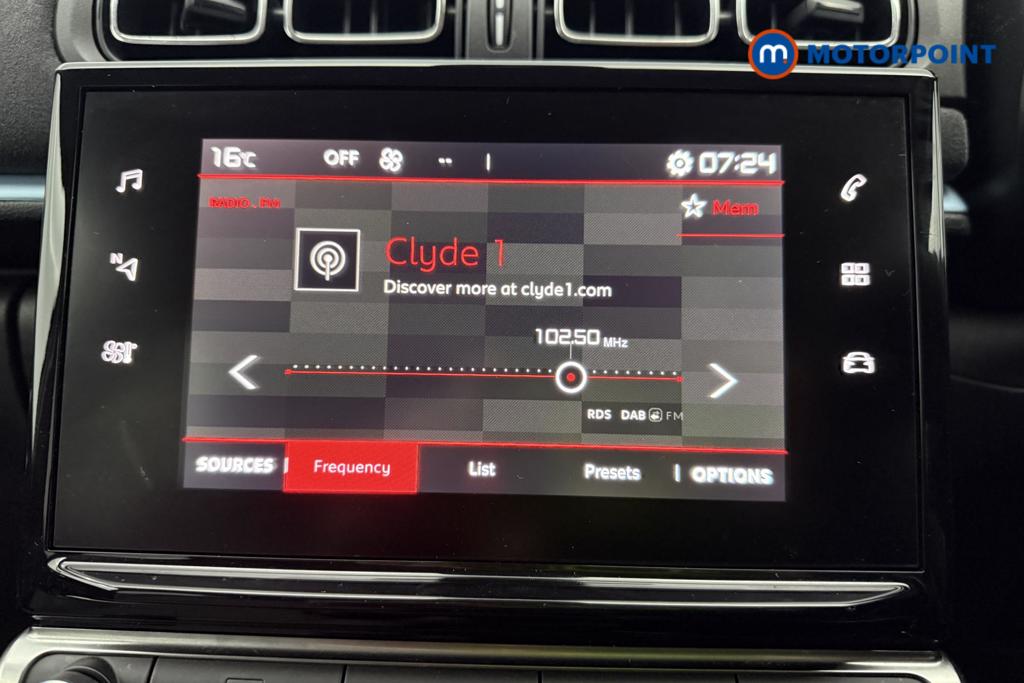 m. MOTORPOINT
16°C OFF -- 07:24
RADIO . FM
Mem
Clyde 1
Discover more at clyde1.com
102.50 MHz
RDS DAB FM
SOURCES Frequency List Presets OPTIONS
N